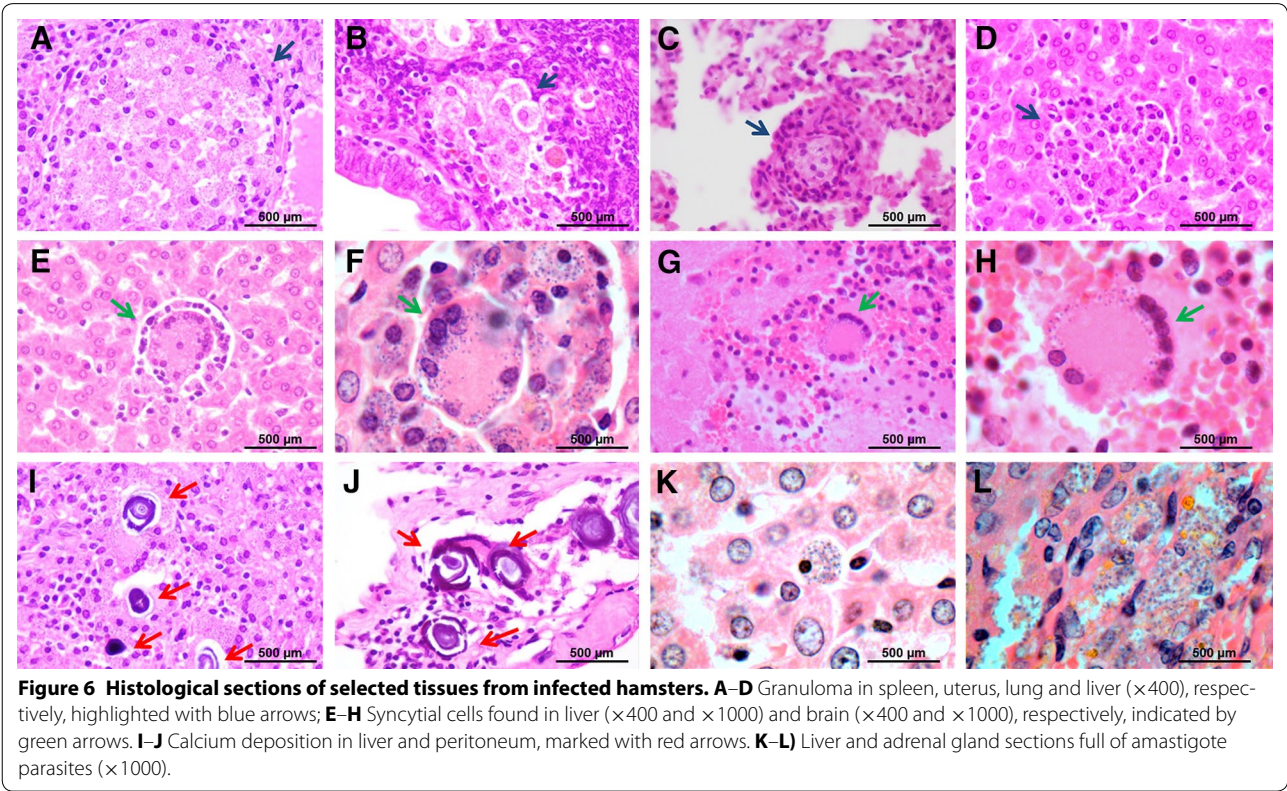 A
600 µm
B
500 µm
C
500 µm
D
500 µm
E
500 µm
F
500 µm
G
500 µm
H
500 µm
I
500 µm
J
500 µm
K
500 µm
L
500 µm
Figure 6 Histological sections of selected tissues from infected hamsters. A–D Granuloma in spleen, uterus, lung and liver (×400), respec-
tively, highlighted with blue arrows; E–H Syncytial cells found in liver (×400 and ×1000) and brain (×400 and ×1000), respectively, indicated by
green arrows. I–J Calcium deposition in liver and peritoneum, marked with red arrows. K–L) Liver and adrenal gland sections full of amastigote
parasites (×1000).